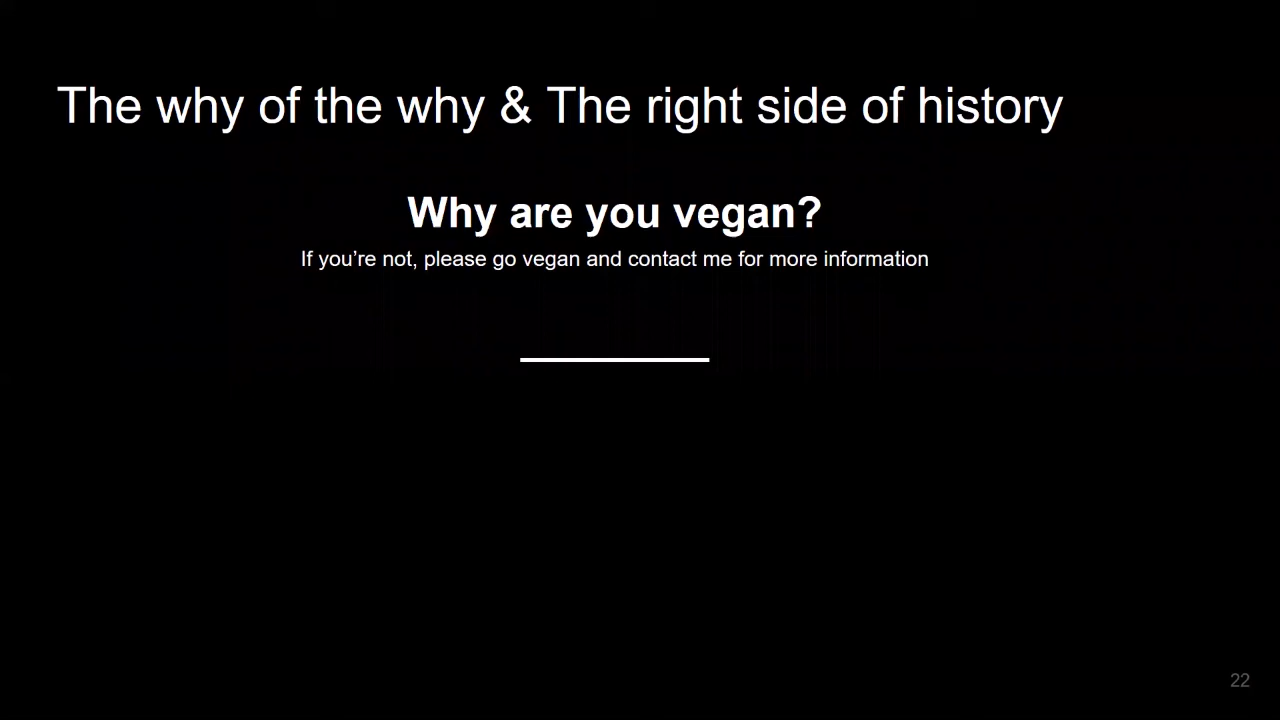 The why of the why & The right side of history
Why are you vegan?
If you’re not, please go vegan and contact me for more information
22